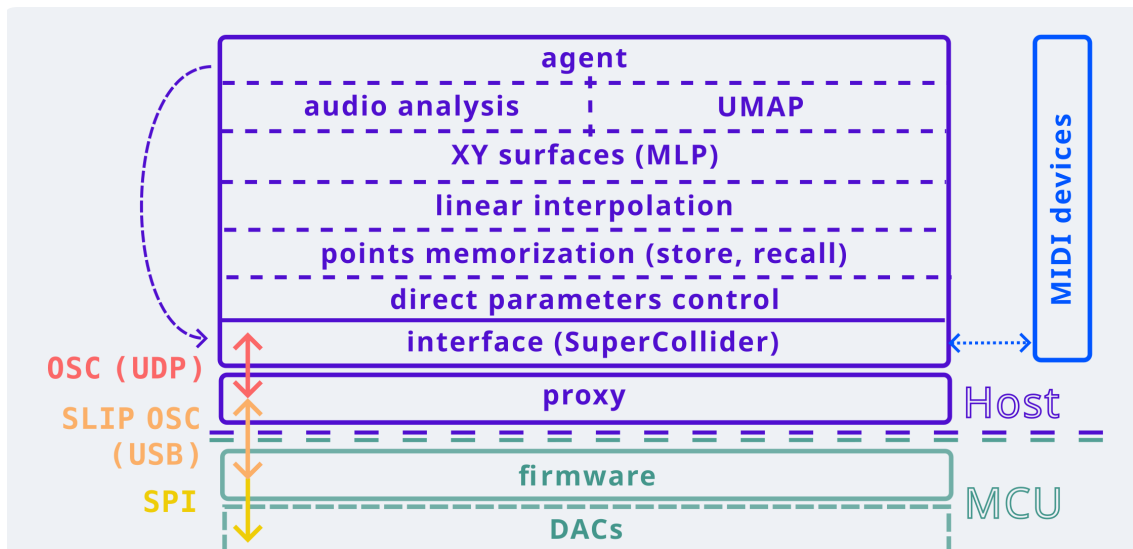 agent
audio analysis
UMAP
XY surfaces (MLP)
linear interpolation
points memorization (store, recall)
direct parameters control
interface (SuperCollider)
MIDI devices
OSC (UDP)
proxy
Host
SLIP OSC
(USB)
firmware
SPI
MCU
DACs